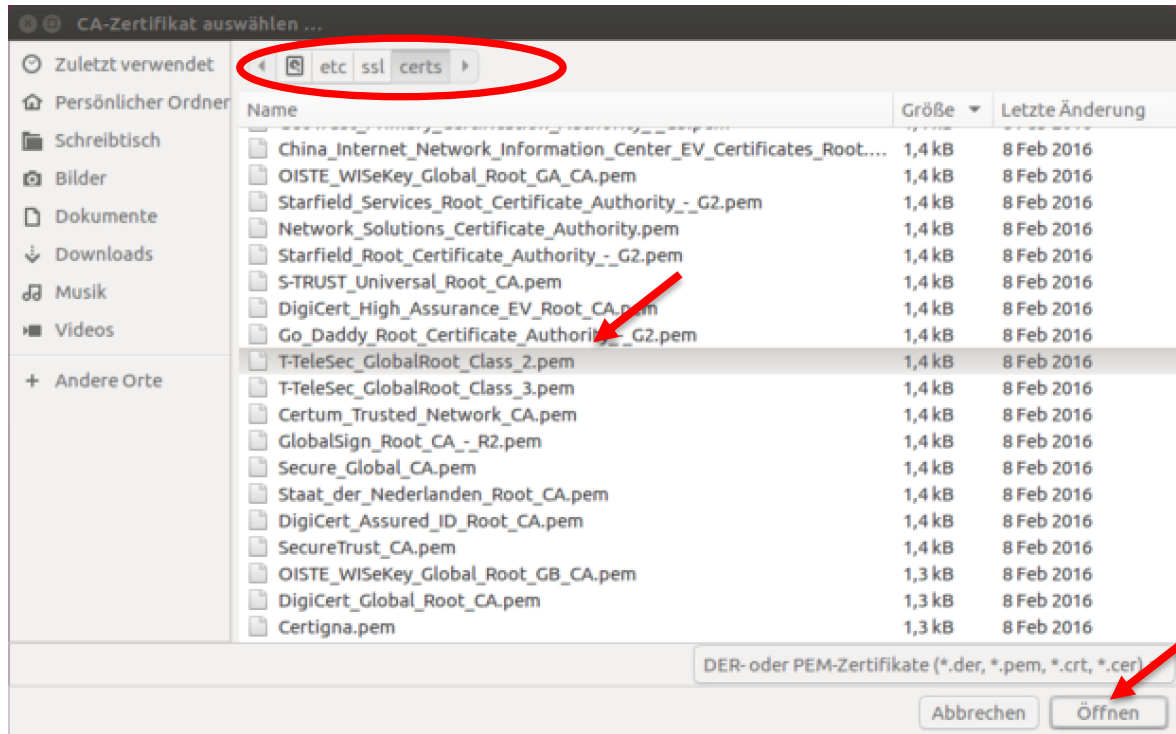 CA-Zertifikat auswählen ...
Zuletzt verwendet
Persönlicher Ordner
Schreibtisch
Bilder
Dokumente
Downloads
Musik
Videos
+ Andere Orte
etc ssl certs
Name Größe Letzte Änderung
China_Internet_Network_Information_Center_EV_Certificates_Root.... 1,4 kB 8 Feb 2016
OISTE_WISeKey_Global_Root_GA_CA.pem 1,4 kB 8 Feb 2016
Starfield_Services_Root_Certificate_Authority_-_G2.pem 1,4 kB 8 Feb 2016
Network_Solutions_Certificate_Authority.pem 1,4 kB 8 Feb 2016
Starfield_Root_Certificate_Authority_-_G2.pem 1,4 kB 8 Feb 2016
S-TRUST_Universal_Root_CA.pem 1,4 kB 8 Feb 2016
DigiCert_High_Assurance_EV_Root_CA.pem 1,4 kB 8 Feb 2016
Go_Daddy_Root_Certificate_Authority_-_G2.pem 1,4 kB 8 Feb 2016
T-TeleSec_GlobalRoot_Class_2.pem 1,4 kB 8 Feb 2016
T-TeleSec_GlobalRoot_Class_3.pem 1,4 kB 8 Feb 2016
Certum_Trusted_Network_CA.pem 1,4 kB 8 Feb 2016
GlobalSign_Root_CA_-_R2.pem 1,4 kB 8 Feb 2016
Secure_Global_CA.pem 1,4 kB 8 Feb 2016
Staat_der_Nederlanden_Root_CA.pem 1,4 kB 8 Feb 2016
DigiCert_Assured_ID_Root_CA.pem 1,4 kB 8 Feb 2016
SecureTrust_CA.pem 1,4 kB 8 Feb 2016
OISTE_WISeKey_Global_Root_GB_CA.pem 1,3 kB 8 Feb 2016
DigiCert_Global_Root_CA.pem 1,3 kB 8 Feb 2016
Certigna.pem 1,3 kB 8 Feb 2016
DER- oder PEM-Zertifikate (*.der, *.pem, *.crt, *.cer)
Abbrechen Öffnen